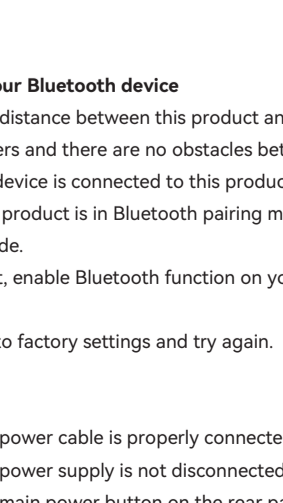 our Bluetooth device
distance between this product an
ers and there are no obstacles bet
device is connected to this produc
product is in Bluetooth pairing m
de.
t, enable Bluetooth function on yo
to factory settings and try again.
power cable is properly connecte
power supply is not disconnected
main power button on the rear pa